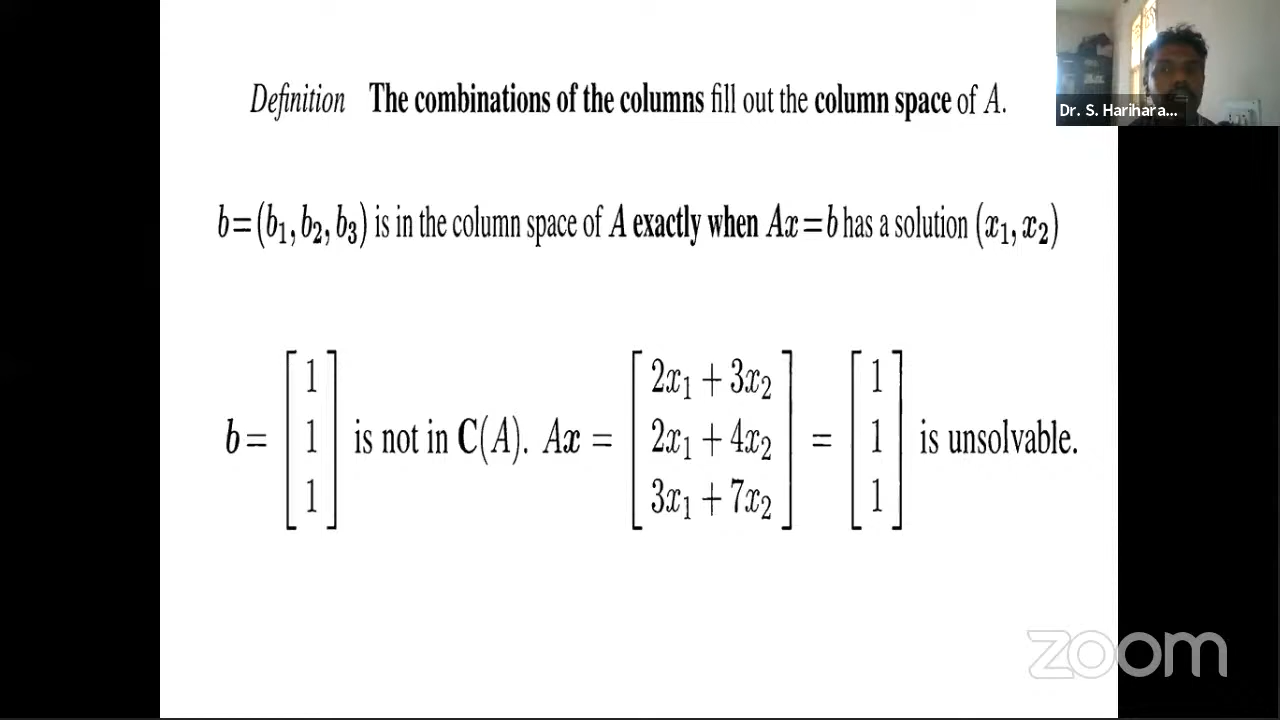 Definition The combinations of the columns fill out the column space of A.
Dr. S. Harihara...
b=(b₁, b₂, b₃) is in the column space of A exactly when Ax=b has a solution (x₁, x₂)
b = [1 1 1] is not in C(A). Ax = [2x₁ + 3x₂ 2x₁ + 4x₂ 3x₁ + 7x₂] = [1 1 1] is unsolvable.
zoom